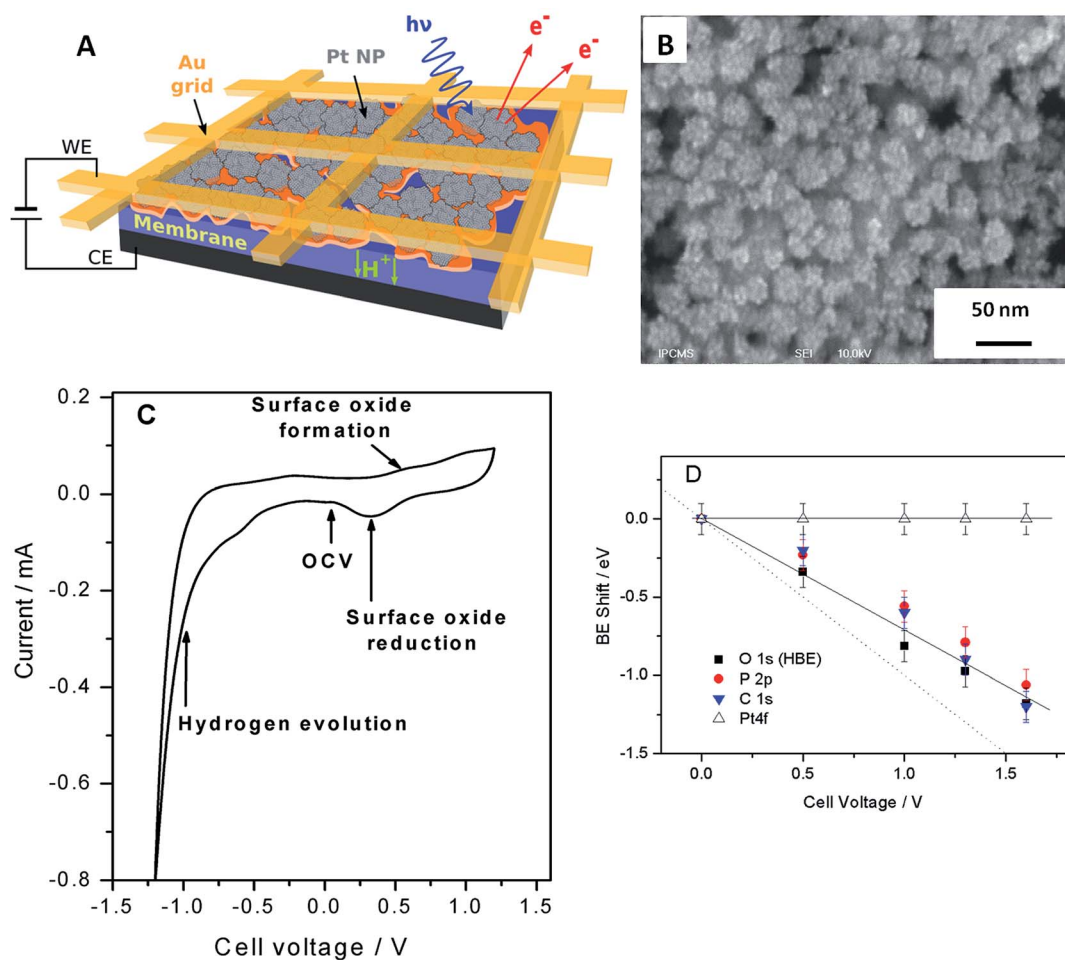 A
hν
e⁻
e⁻
Au
grid
Pt NP
WE
Membrane
CE
H⁺
B
50 nm
IPCMS SEI 10.0kV
C
Surface oxide
formation
OCV
Surface oxide
reduction
Hydrogen evolution
0.2
0.0
-0.2
-0.4
-0.6
-0.8
Current / mA
-1.5 -1.0 -0.5 0.0 0.5 1.0 1.5
Cell voltage / V
D
0.0
-0.5
-1.0
-1.5
BE Shift / eV
O 1s (HBE)
P 2p
C 1s
Pt4f
0.0 0.5 1.0 1.5
Cell Voltage / V